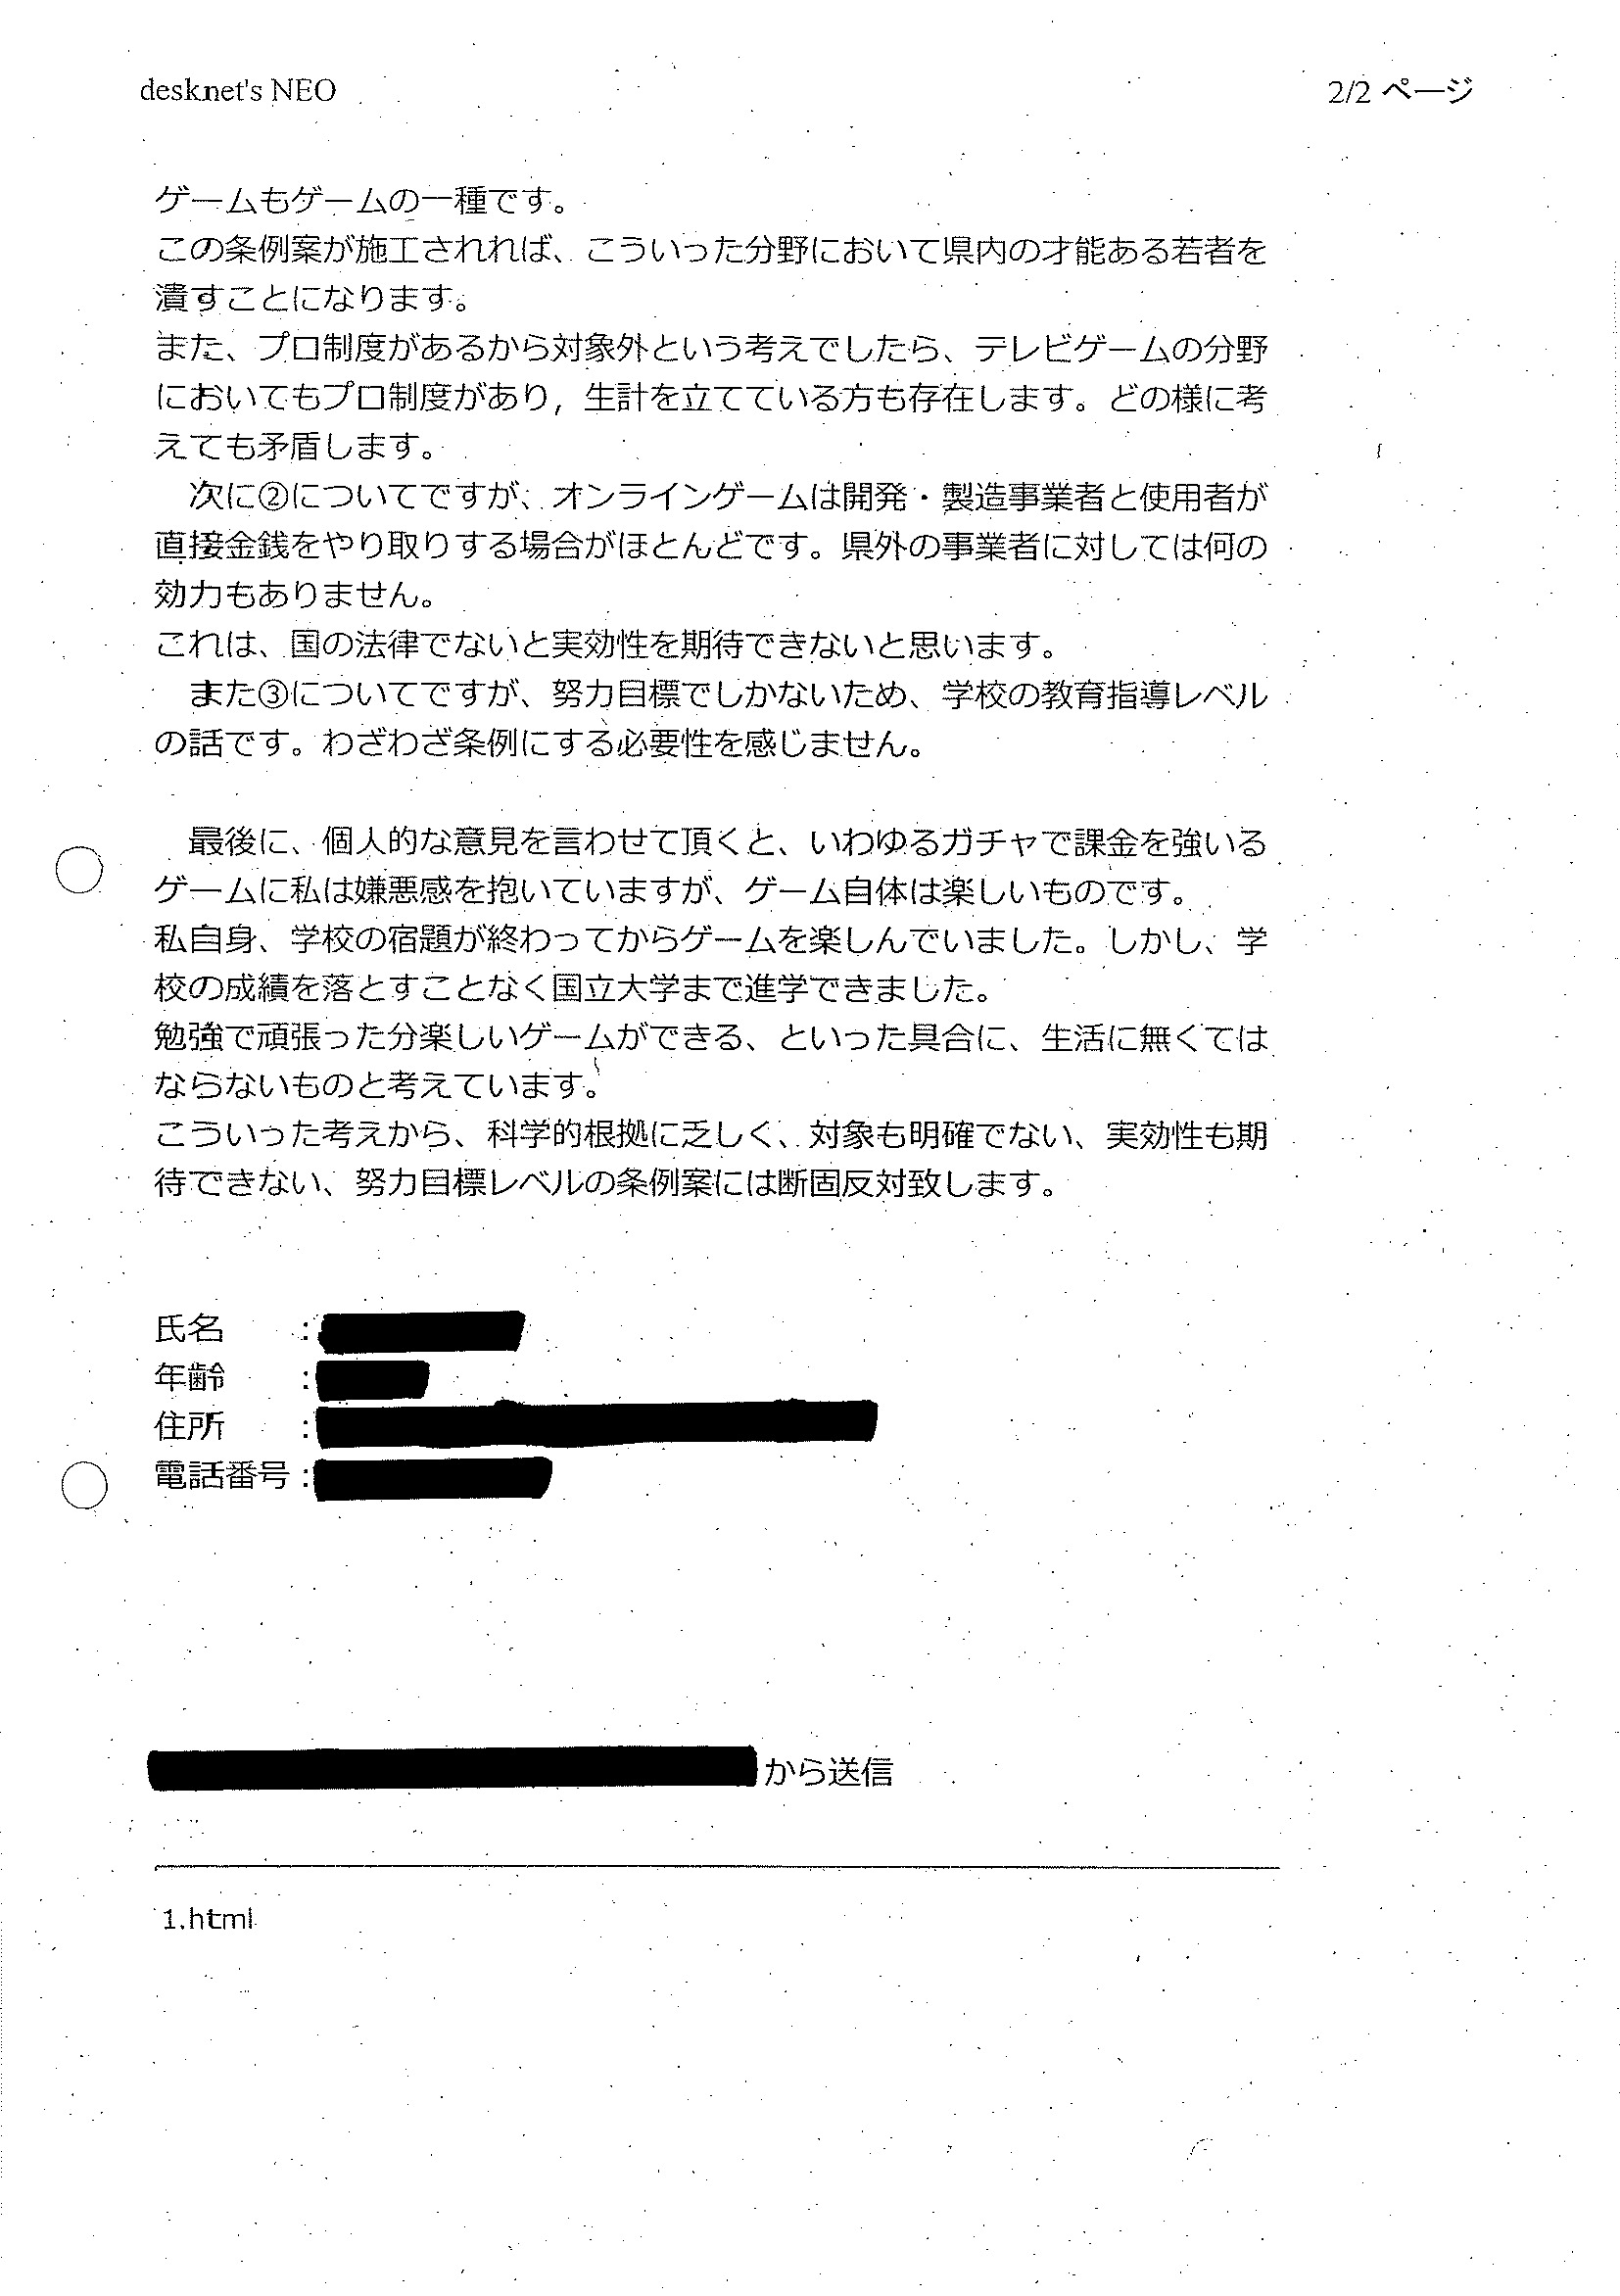 desknet's NEO
2/2 ページ
ゲームもゲームの一種です。
この条例案が施工されれば、こういった分野において県内の才能ある若者を
潰すことになります。
また、プロ制度があるから対象外という考えでしたら、テレビゲームの分野
においてもプロ制度があり，生計を立てている方も存在します。どの様に考
えても矛盾します。
　次に②についてですが、オンラインゲームは開発・製造事業者と使用者が
直接金銭をやり取りする場合がほとんどです。県外の事業者に対しては何の
効力もありません。
これは、国の法律でないと実効性を期待できないと思います。
　また③についてですが、努力目標でしかないため、学校の教育指導レベル
の話です。わざわざ条例にする必要性を感じません。
　最後に、個人的な意見を言わせて頂くと、いわゆるガチャで課金を強いる
ゲームに私は嫌悪感を抱いていますが、ゲーム自体は楽しいものです。
私自身、学校の宿題が終わってからゲームを楽しんでいました。しかし、学
校の成績を落とすことなく国立大学まで進学できました。
勉強で頑張った分楽しいゲームができる、といった具合に、生活に無くては
ならないものと考えています。
こういった考えから、科学的根拠に乏しく、対象も明確でない、実効性も期
待できない、努力目標レベルの条例案には断固反対致します。
氏名　　：
年齢　　：
住所　　：
電話番号：
から送信
1.html